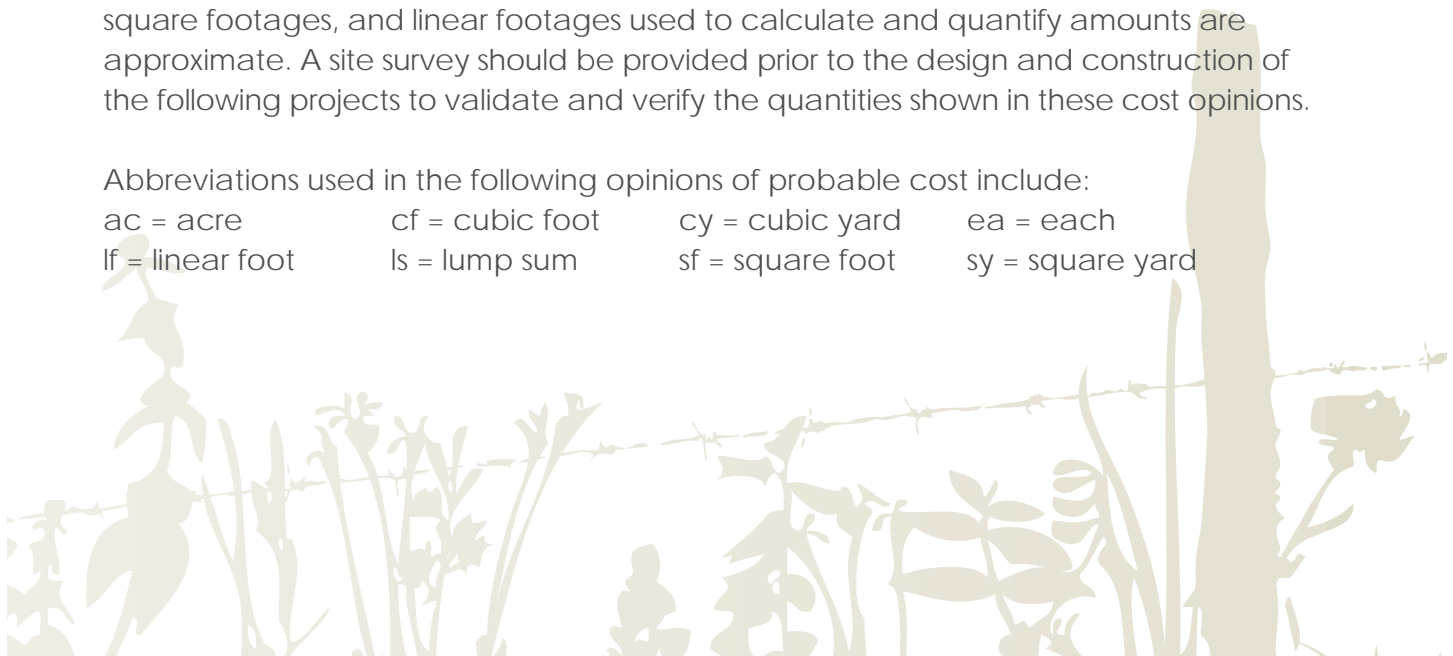 square footages, and linear footages used to calculate and quantify amounts are
approximate. A site survey should be provided prior to the design and construction of
the following projects to validate and verify the quantities shown in these cost opinions.
Abbreviations used in the following opinions of probable cost include:
ac = acre cf = cubic foot cy = cubic yard ea = each
lf = linear foot ls = lump sum sf = square foot sy = square yard